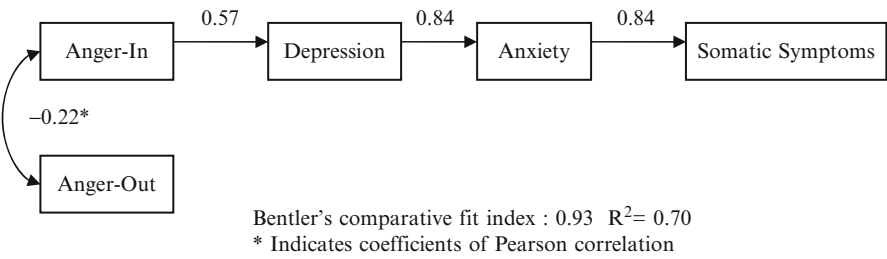 0.57 0.84 0.84
Anger-In Depression Anxiety Somatic Symptoms
–0.22*
Anger-Out
Bentler's comparative fit index : 0.93 R²= 0.70
* Indicates coefficients of Pearson correlation